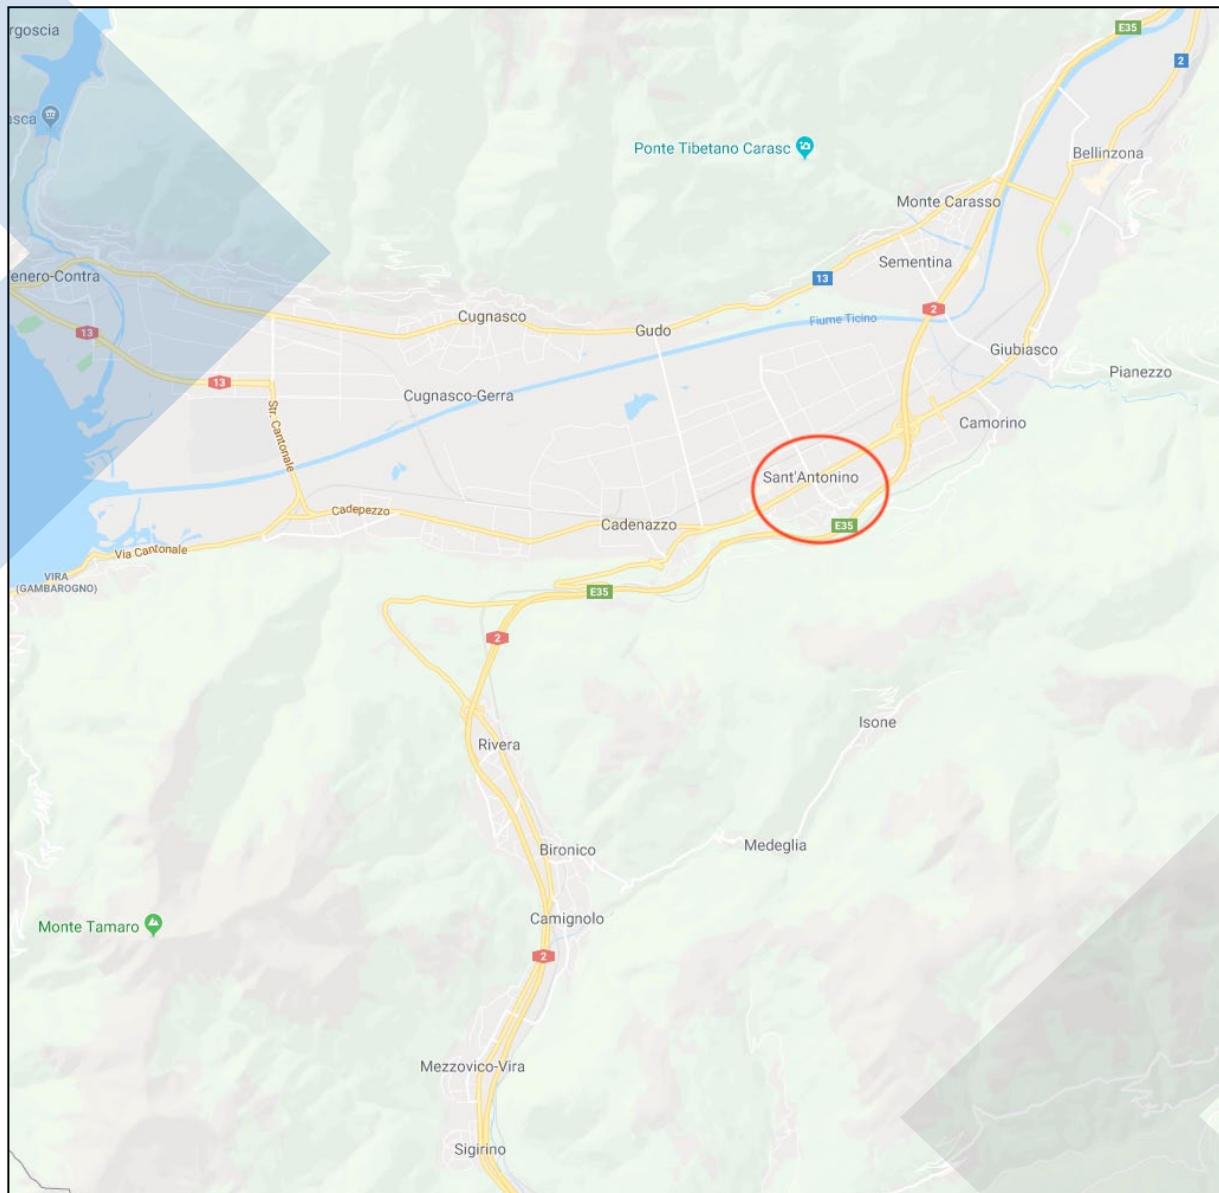 rgoscia
E35
2
asca
Ponte Tibetano Carasc
Bellinzona
Monte Carasso
Sementina
enero-Contra
13
13
Cugnasco
Fiume Ticino
2
Gudo
Giubiasco
Pianezzo
13
Cugnasco-Gerra
Str. Cantonale
Camorino
Sant'Antonino
Cadepezzo
Cadenazzo
E35
Via Cantonale
VIRA
(GAMBAROGNO)
E35
2
Isone
Rivera
Bironico
Medeglia
Camignolo
Monte Tamaro
2
Mezzovico-Vira
Sigirino